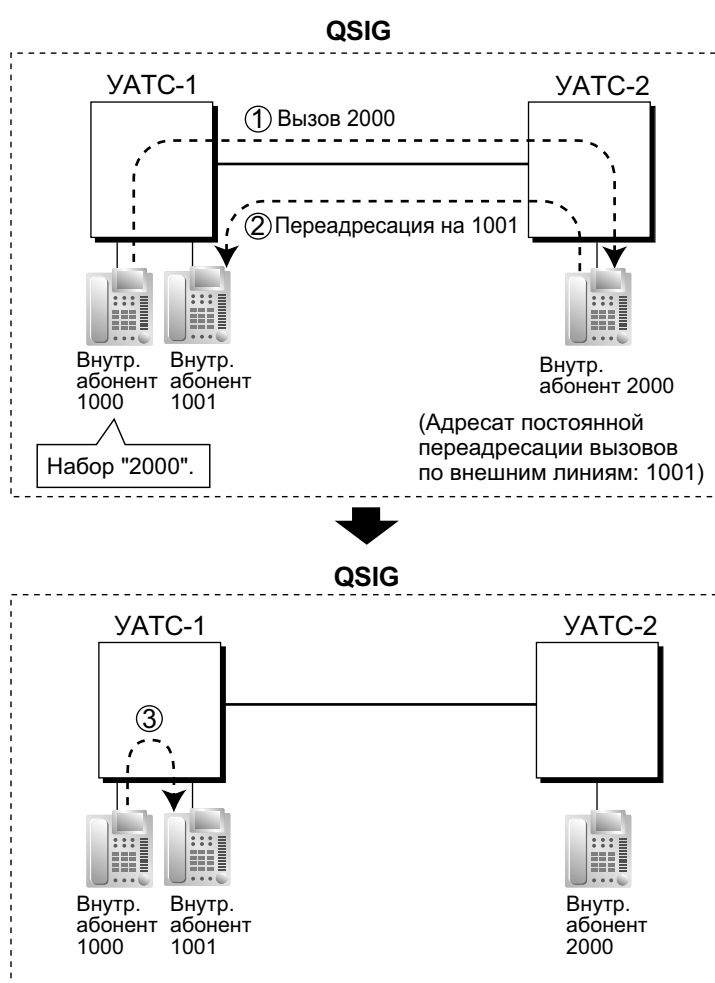 QSIG
УАТС-1
УАТС-2
① Вызов 2000
② Переадресация на 1001
Внутр.
абонент
1000
Внутр.
абонент
1001
Внутр.
абонент 2000
Набор "2000".
(Адресат постоянной
переадресации вызовов
по внешним линиям: 1001)
QSIG
УАТС-1
УАТС-2
③
Внутр.
абонент
1000
Внутр.
абонент
1001
Внутр.
абонент
2000